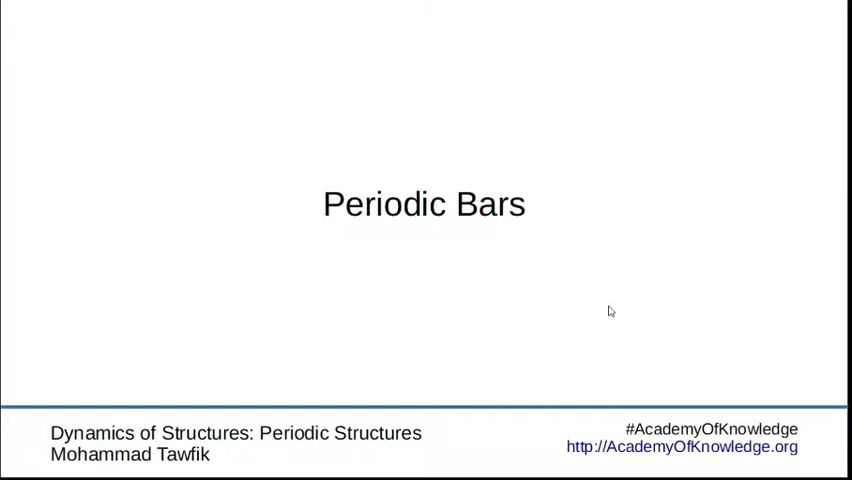 Periodic Bars
Dynamics of Structures: Periodic Structures
Mohammad Tawfik
#AcademyOfKnowledge
http://AcademyOfKnowledge.org